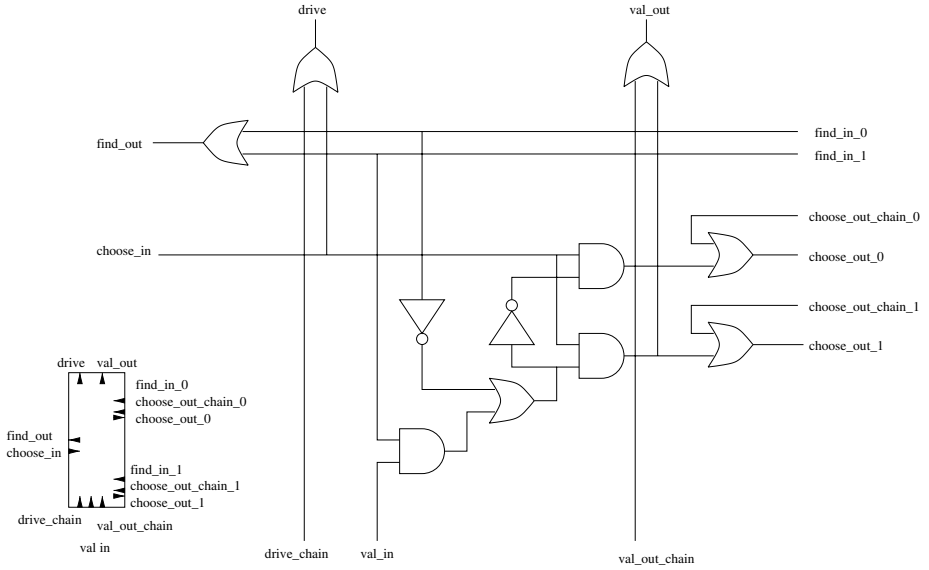 drive
val_out
find_in_0
find_out
find_in_1
choose_out_chain_0
choose_in
choose_out_0
choose_out_chain_1
choose_out_1
drive val_out
find_in_0
choose_out_chain_0
choose_out_0
find_out
choose_in
find_in_1
choose_out_chain_1
choose_out_1
drive_chain
val_out_chain
val in
drive_chain
val_in
val_out_chain